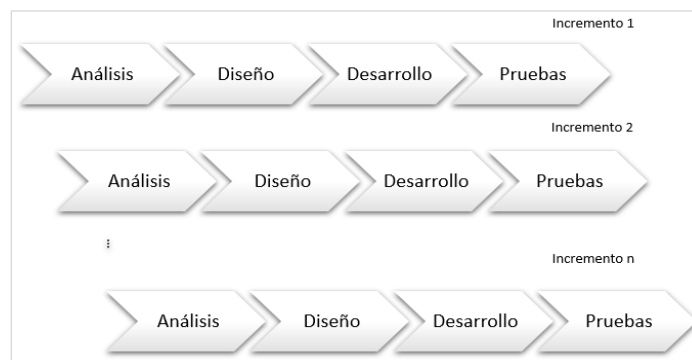 Incremento 1
Análisis Diseño Desarrollo Pruebas
Incremento 2
Análisis Diseño Desarrollo Pruebas
⁝
Incremento n
Análisis Diseño Desarrollo Pruebas